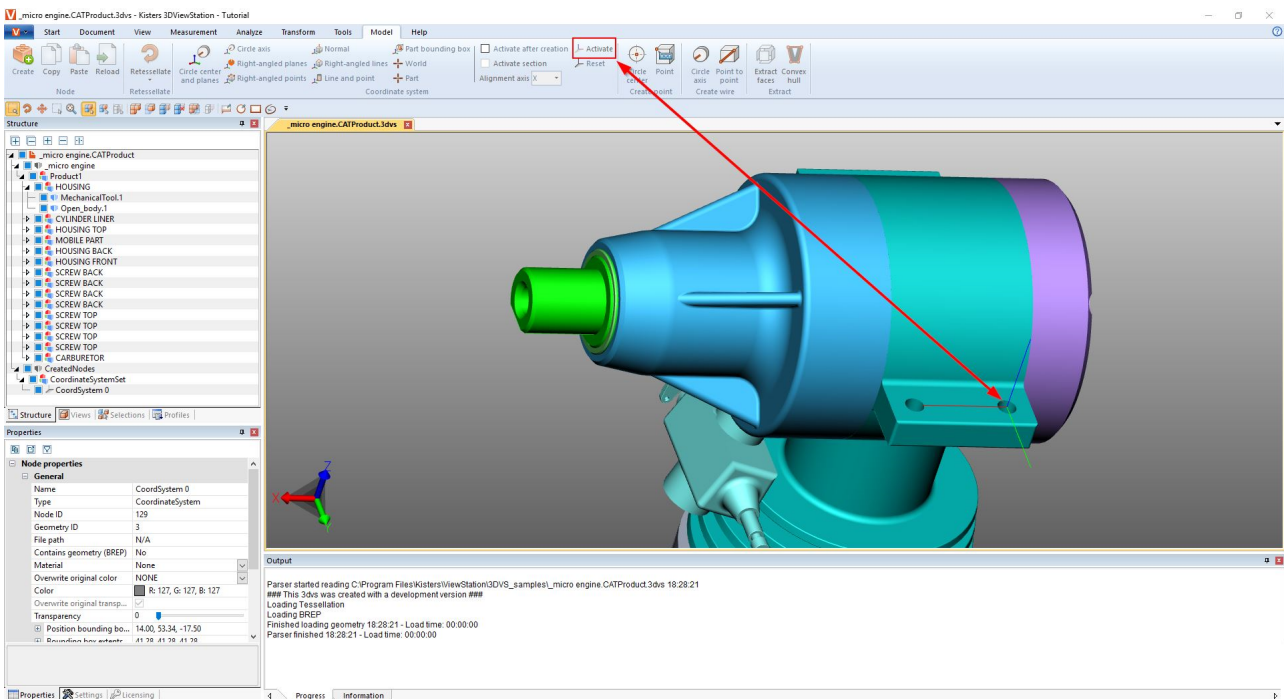 _micro engine.CATProduct.3dvs - Kisters 3DViewStation - Tutorial
Start Document View Measurement Analyze Transform Tools Model Help
Create Copy Paste Reload
Node
Retessellate
Retessellate
Circle center and planes
Circle axis Normal Part bounding box
Right-angled planes Right-angled lines World
Right-angled points Line and point Part
Activate after creation Activate
Activate section Reset
Alignment axis X
Coordinate system
Circle center Point
Create point
Circle axis Point to point
Create wire
Extract faces Convex hull
Extract
Structure
_micro engine.CATProduct
_micro engine
Product1
HOUSING
MechanicalTool.1
Open_body.1
CYLINDER LINER
HOUSING TOP
MOBILE PART
HOUSING BACK
HOUSING FRONT
SCREW BACK
SCREW BACK
SCREW BACK
SCREW BACK
SCREW TOP
SCREW TOP
SCREW TOP
SCREW TOP
CARBURETOR
CreatedNodes
CoordinateSystemSet
CoordSystem 0
Structure Views Selections Profiles
Properties
Node properties
General
Name CoordSystem 0
Type CoordinateSystem
Node ID 129
Geometry ID 3
File path N/A
Contains geometry (BREP) No
Material None
Overwrite original color NONE
Color R: 127, G: 127, B: 127
Overwrite original transp...
Transparency 0
Position bounding bo... 14.00, 53.34, -17.50
Bounding box extents 41.28, 41.28, 41.28
Properties Settings Licensing
_micro engine.CATProduct.3dvs
X
Z
Output
Parser started reading C:\Program Files\Kisters\ViewStation\3DVS_samples\_micro engine.CATProduct.3dvs 18:28:21
### This 3dvs was created with a development version ###
Loading Tessellation
Loading BREP
Finished loading geometry 18:28:21 - Load time: 00:00:00
Parser finished 18:28:21 - Load time: 00:00:00
Progress Information